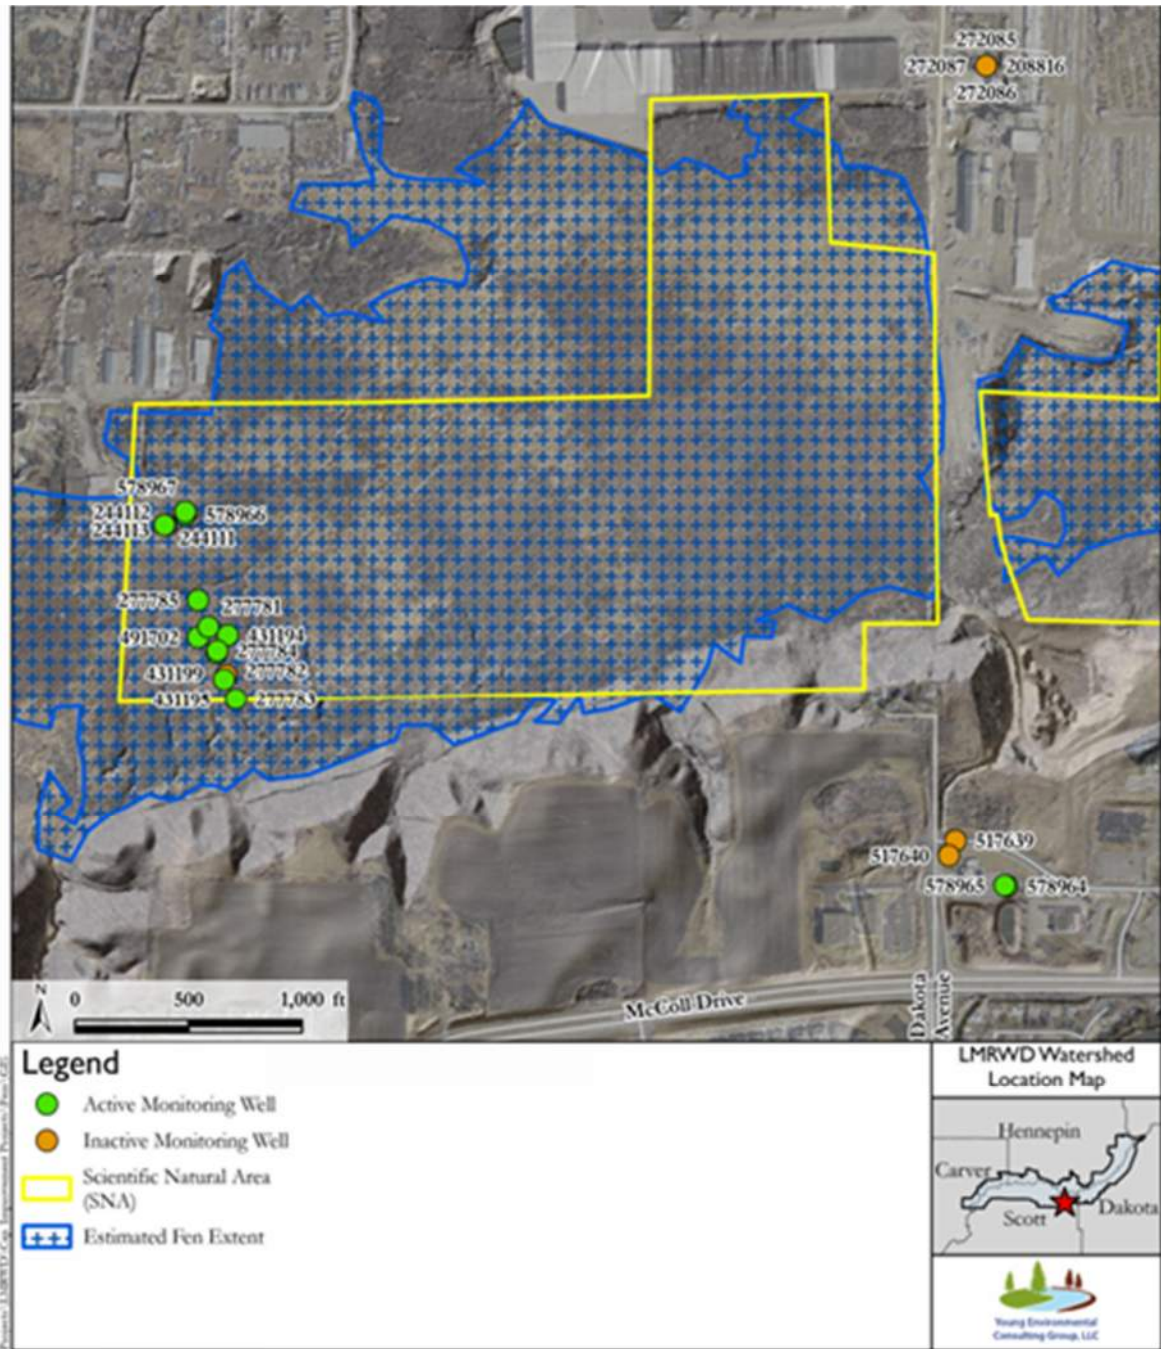 272085
272087
208816
272086
578967
244112
578966
244113
244111
277785
277781
491702
431194
277784
431199
277782
431195
277783
517639
517640
578965
578964
N
0 500 1,000 ft
McColl Drive
Dakota
Avenue
Legend
Active Monitoring Well
Inactive Monitoring Well
Scientific Natural Area
(SNA)
Estimated Fen Extent
LMRWD Watershed
Location Map
Hennepin
Carver
Scott
Dakota
Young Environmental
Consulting Group, LLC